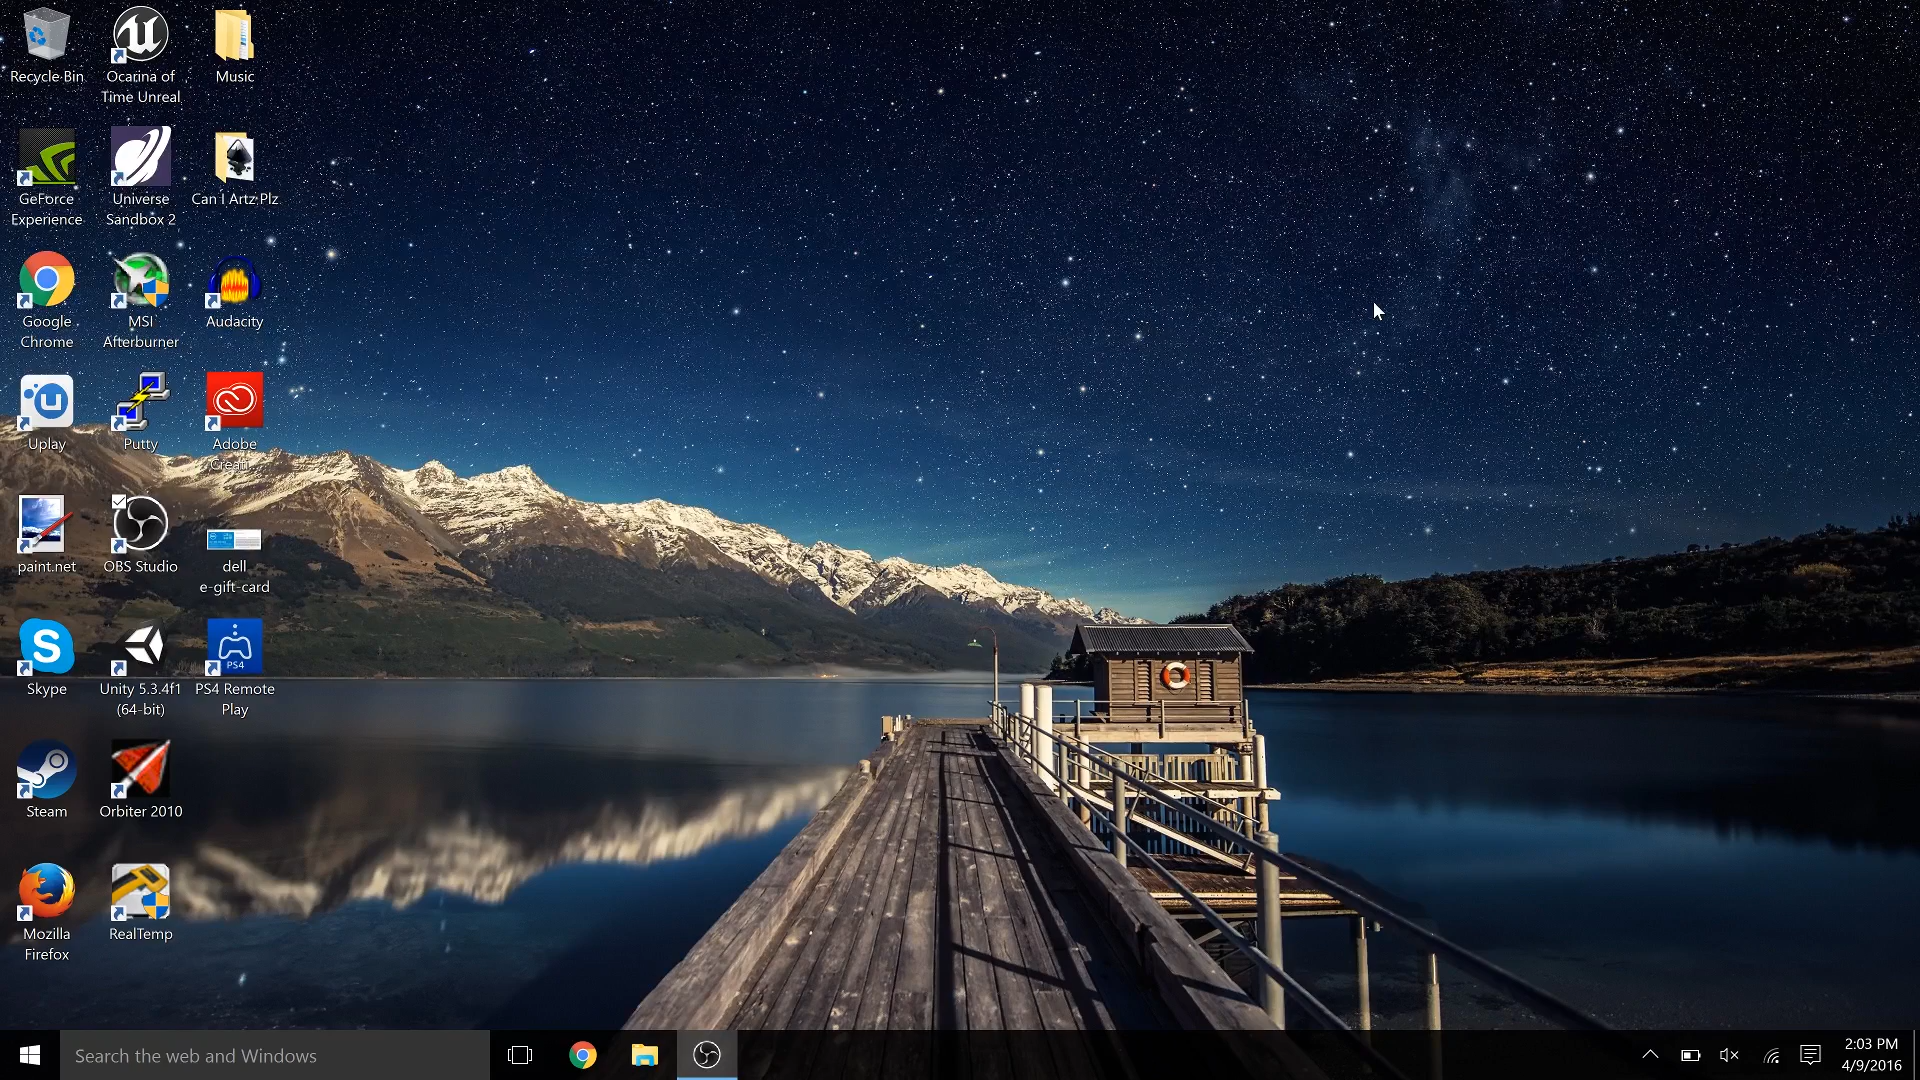 Recycle Bin
Ocarina of
Time Unreal
Music
GeForce
Experience
Universe
Sandbox 2
Can I Artz Plz
Google
Chrome
MSI
Afterburner
Audacity
Uplay
Putty
Adobe
Creati...
paint.net
OBS Studio
dell
e-gift-card
Skype
Unity 5.3.4f1
(64-bit)
PS4
PS4 Remote
Play
Steam
Orbiter 2010
Mozilla
Firefox
RealTemp
Search the web and Windows
2:03 PM
4/9/2016